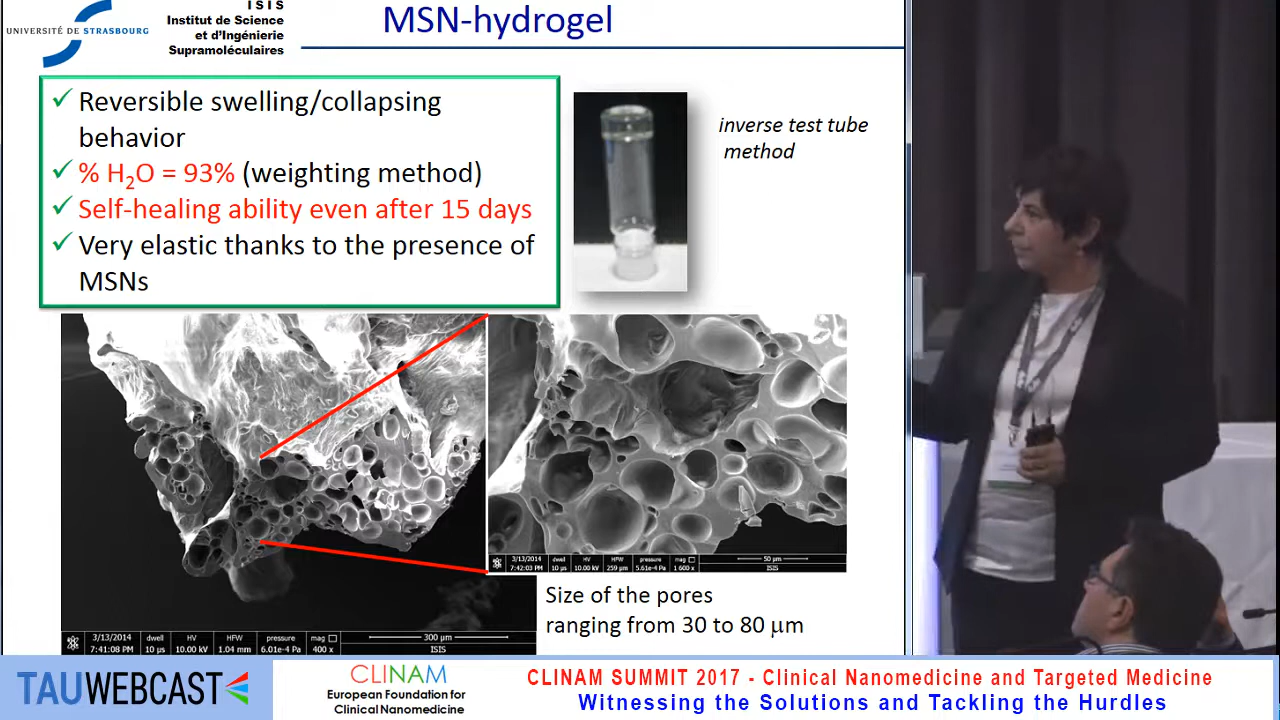 ISIS
Institut de Science
et d'Ingénierie
Supramoléculaires
UNIVERSITÉ DE STRASBOURG
MSN-hydrogel
✓ Reversible swelling/collapsing
behavior
✓ % H₂O = 93% (weighting method)
✓ Self-healing ability even after 15 days
✓ Very elastic thanks to the presence of
MSNs
inverse test tube
method
3/13/2014 dwell HV HFW pressure mag 50 µm
7:42:03 PM 10 µs 10.00 kV 259 µm 5.61e-4 Pa 1 600 x ISIS
Size of the pores
ranging from 30 to 80 µm
3/13/2014 dwell HV HFW pressure mag 300 µm
7:41:08 PM 10 µs 10.00 kV 1.04 mm 6.01e-4 Pa 400 x ISIS
TAUWEBCAST
CLINAM
European Foundation for
Clinical Nanomedicine
CLINAM SUMMIT 2017 - Clinical Nanomedicine and Targeted Medicine
Witnessing the Solutions and Tackling the Hurdles